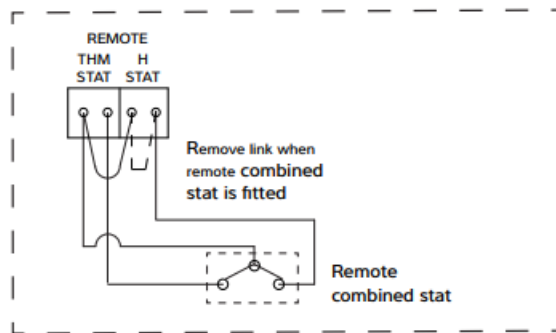 REMOTE
THM H
STAT STAT
Remove link when
remote combined
stat is fitted
Remote
combined stat